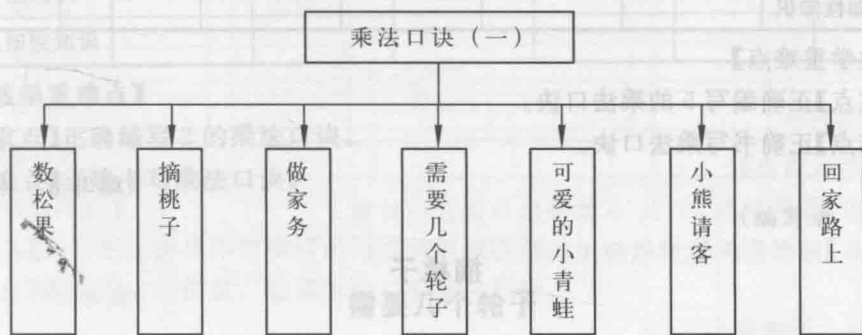 乘法口诀（一）
数松果
摘桃子
做家务
需要几个轮子
可爱的小青蛙
小熊请客
回家路上